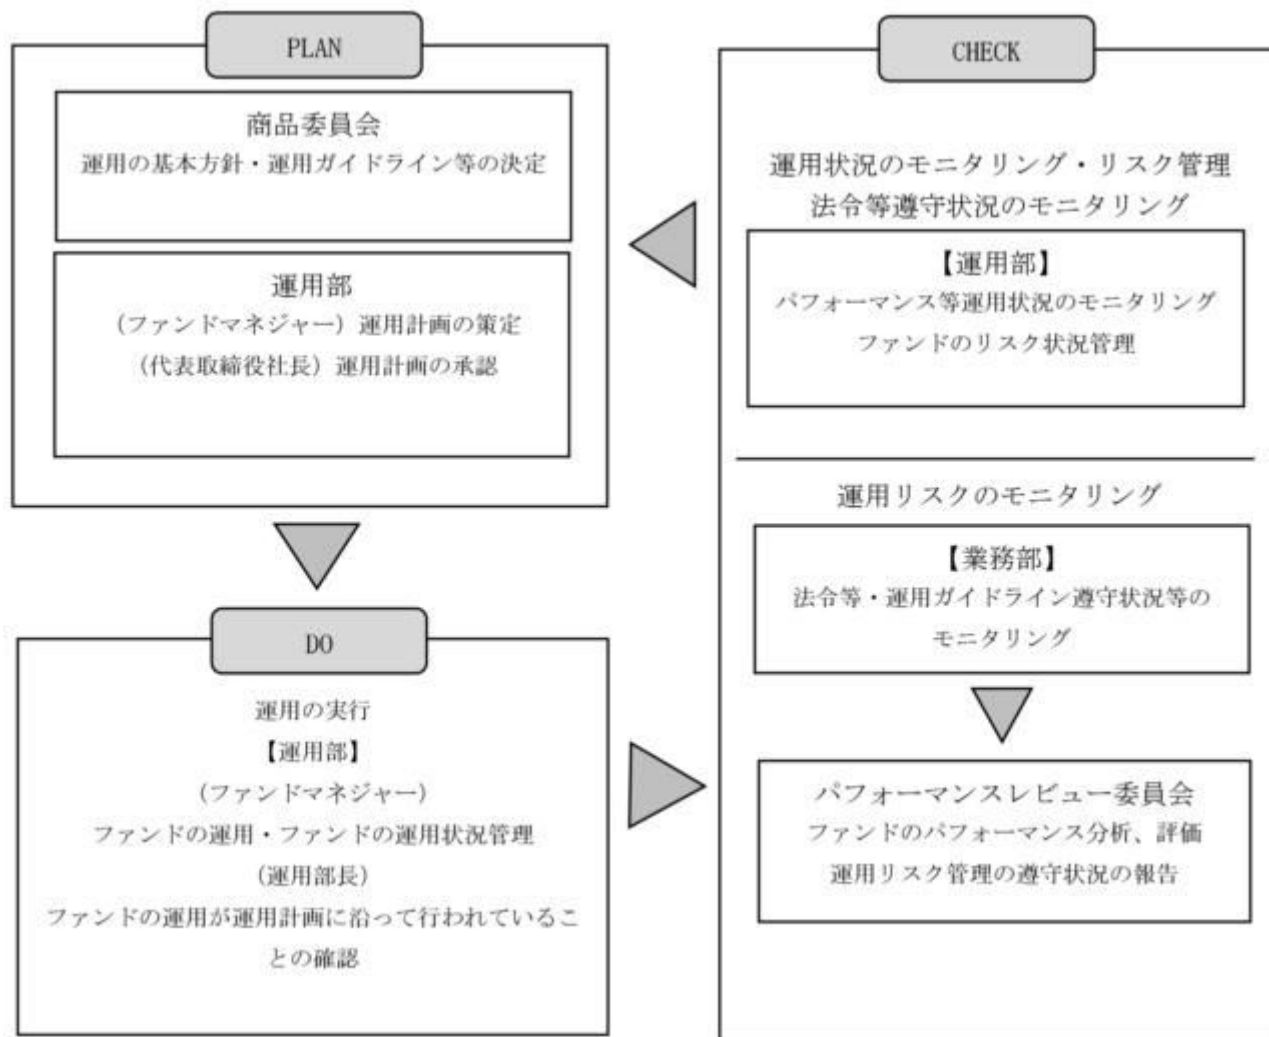 PLAN
商品委員会
運用の基本方針・運用ガイドライン等の決定
運用部
(ファンドマネジャー) 運用計画の策定
(代表取締役社長) 運用計画の承認
DO
運用の実行
【運用部】
(ファンドマネジャー)
ファンドの運用・ファンドの運用状況管理
(運用部長)
ファンドの運用が運用計画に沿って行われているこ
との確認
CHECK
運用状況のモニタリング・リスク管理
法令等遵守状況のモニタリング
【運用部】
パフォーマンス等運用状況のモニタリング
ファンドのリスク状況管理
運用リスクのモニタリング
【業務部】
法令等・運用ガイドライン遵守状況等の
モニタリング
パフォーマンスレビュー委員会
ファンドのパフォーマンス分析、評価
運用リスク管理の遵守状況の報告